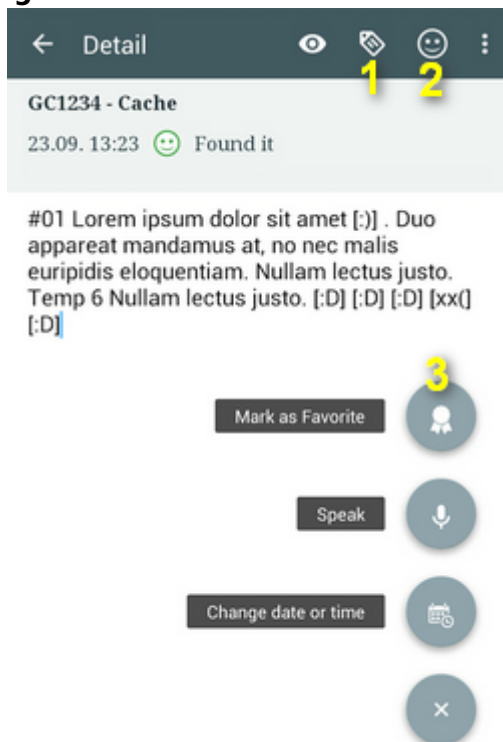 Detail
1 2
GC1234 - Cache
23.09. 13:23 Found it
#01 Lorem ipsum dolor sit amet [:)] . Duo
appareat mandamus at, no nec malis
euripidis eloquentiam. Nullam lectus justo.
Temp 6 Nullam lectus justo. [:D] [:D] [:D] [xx(]
[:D]
3
Mark as Favorite
Speak
Change date or time